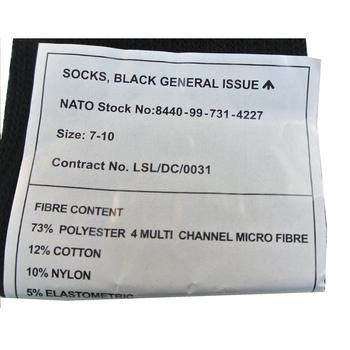 SOCKS, BLACK GENERAL ISSUE
NATO Stock No:8440-99-731-4227
Size: 7-10
Contract No. LSL/DC/0031
FIBRE CONTENT
73% POLYESTER 4 MULTI CHANNEL MICRO FIBRE
12% COTTON
10% NYLON
5% ELASTOMETRIC